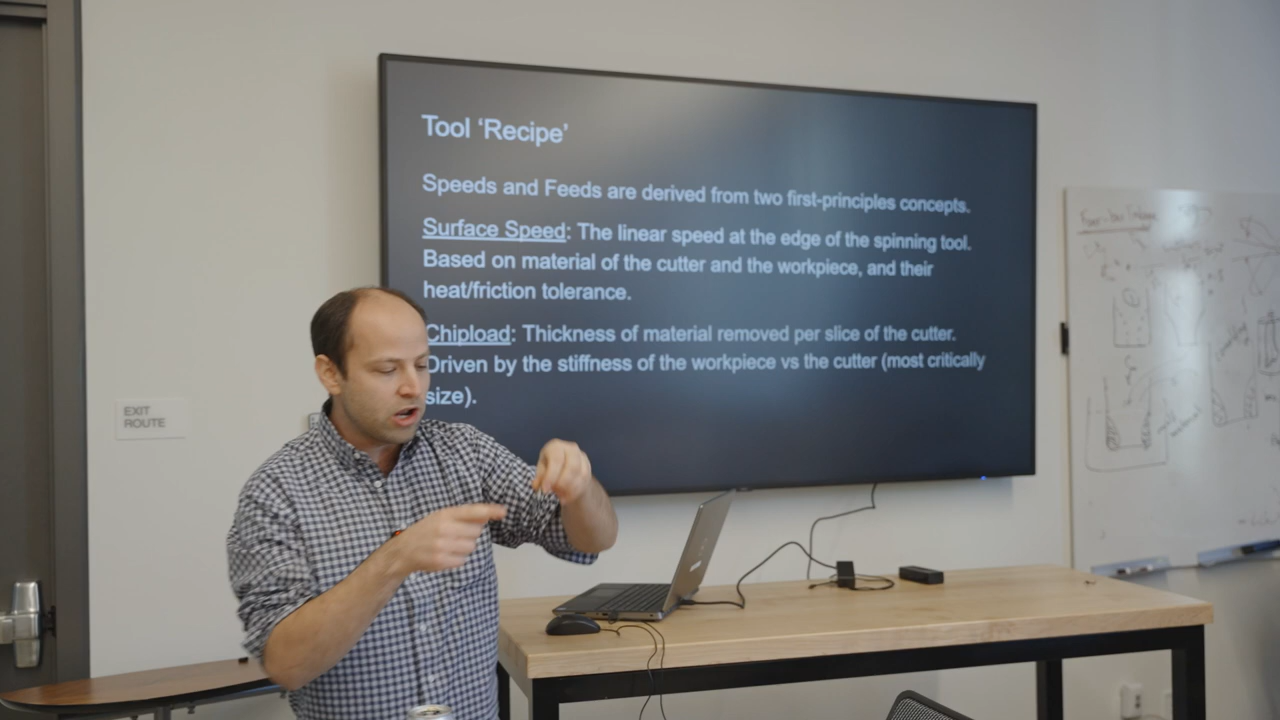 Tool ‘Recipe’
Speeds and Feeds are derived from two first-principles concepts.
Surface Speed: The linear speed at the edge of the spinning tool.
Based on material of the cutter and the workpiece, and their
heat/friction tolerance.
Chipload: Thickness of material removed per slice of the cutter.
Driven by the stiffness of the workpiece vs the cutter (most critically
size).
EXIT
ROUTE